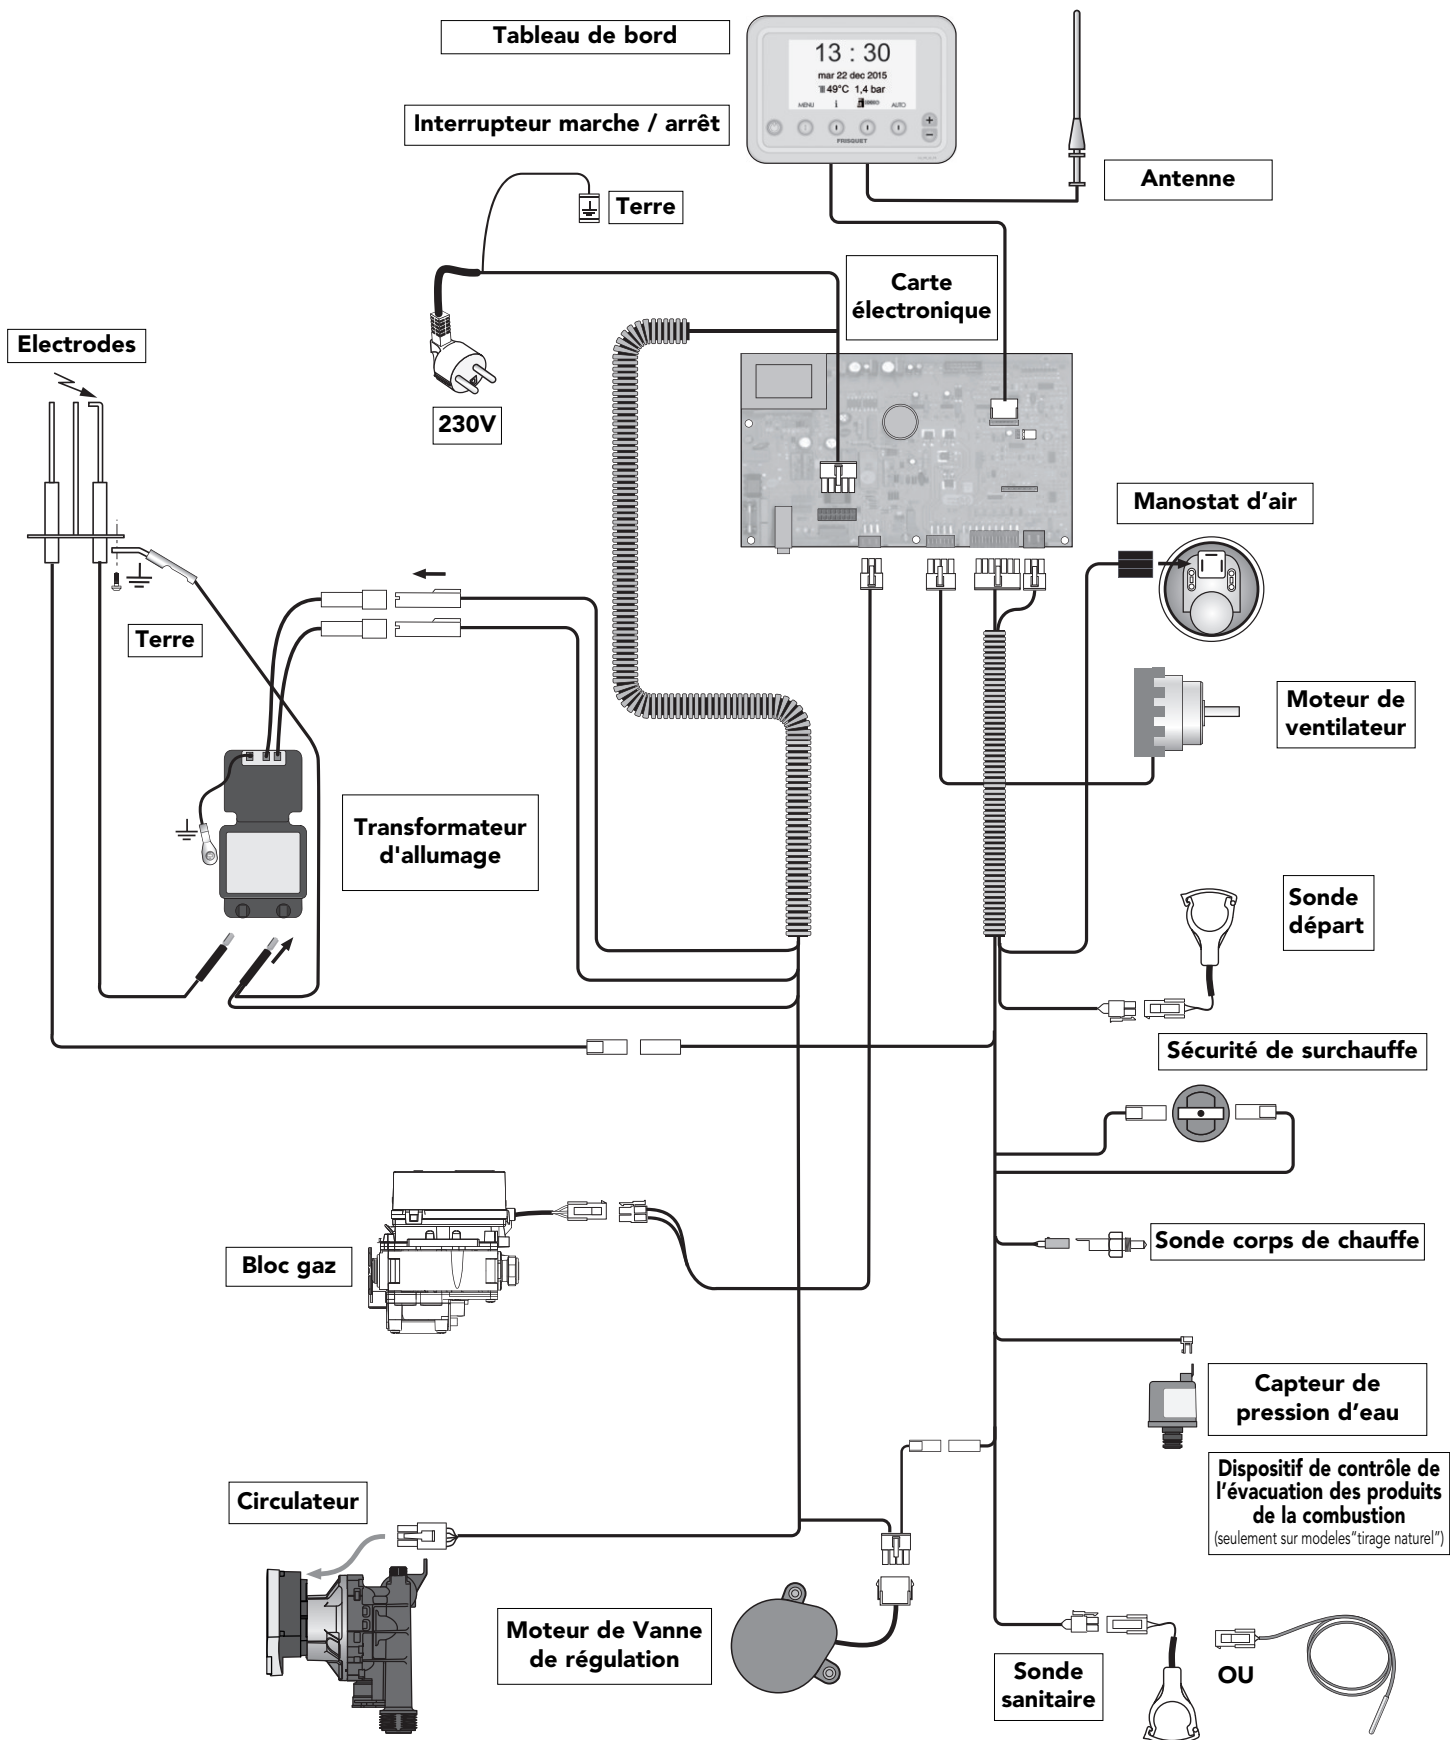 Tableau de bord
13 : 30
mar 22 dec 2015
49°C 1,4 bar
MENU i AUTO
+
−
FRISQUET
Interrupteur marche / arrêt
Antenne
Terre
Carte
électronique
Electrodes
230V
Manostat d'air
Terre
Moteur de
ventilateur
Transformateur
d'allumage
Sonde
départ
Sécurité de surchauffe
Bloc gaz
Sonde corps de chauffe
Capteur de
pression d'eau
Dispositif de contrôle de
l'évacuation des produits
de la combustion
(seulement sur modeles"tirage naturel")
Circulateur
Moteur de Vanne
de régulation
Sonde
sanitaire
OU